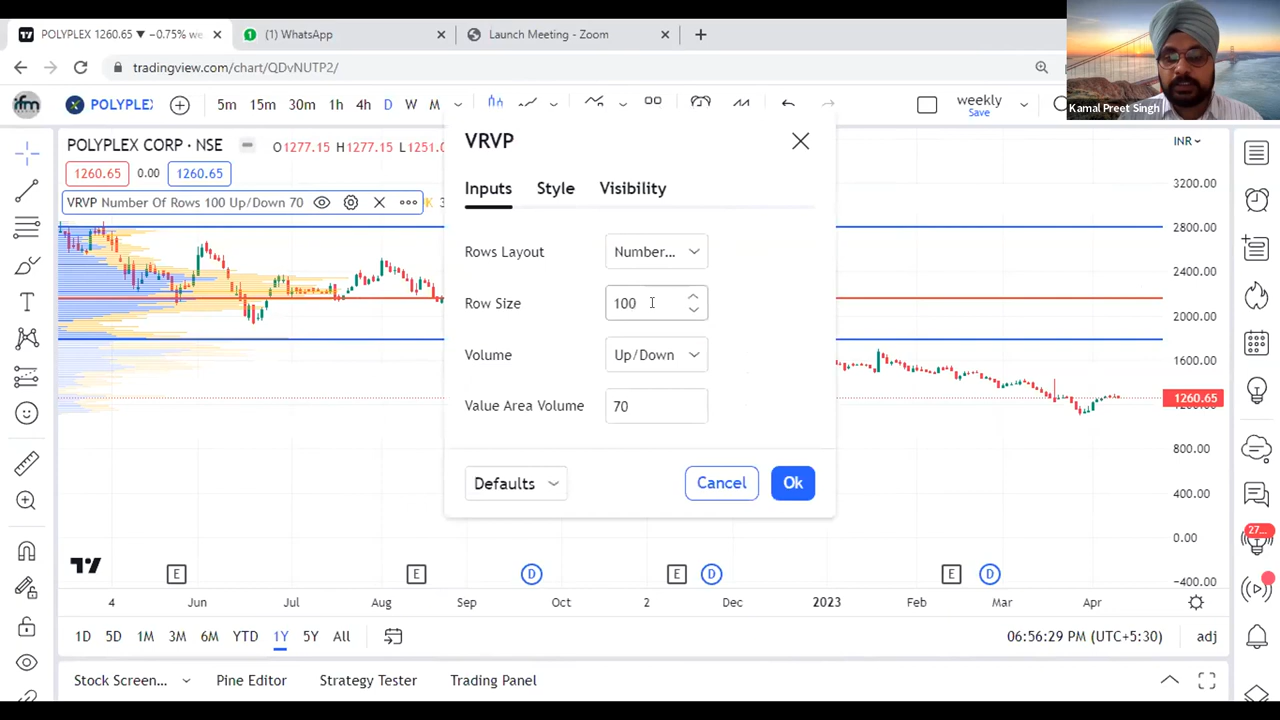 POLYPLEX 1260.65 ▼ −0.75% we
(1) WhatsApp
Launch Meeting - Zoom
tradingview.com/chart/QDvNUTP2/
Kamal Preet Singh
ifm
POLYPLEX
5m 15m 30m 1h 4h D W M
weekly
Save
POLYPLEX CORP · NSE
O1277.15 H1277.15 L1251.0
INR
1260.65 0.00 1260.65
VRVP Number Of Rows 100 Up/Down 70
VRVP
Inputs Style Visibility
Rows Layout Number...
Row Size 100
Volume Up/Down
Value Area Volume 70
Defaults Cancel Ok
3200.00
2800.00
2400.00
2000.00
1600.00
1260.65
800.00
400.00
0.00
−400.00
27...
E E D E D E D
4 Jun Jul Aug Sep Oct 2 Dec 2023 Feb Mar Apr
1D 5D 1M 3M 6M YTD 1Y 5Y All
06:56:29 PM (UTC+5:30) adj
Stock Screen... Pine Editor Strategy Tester Trading Panel